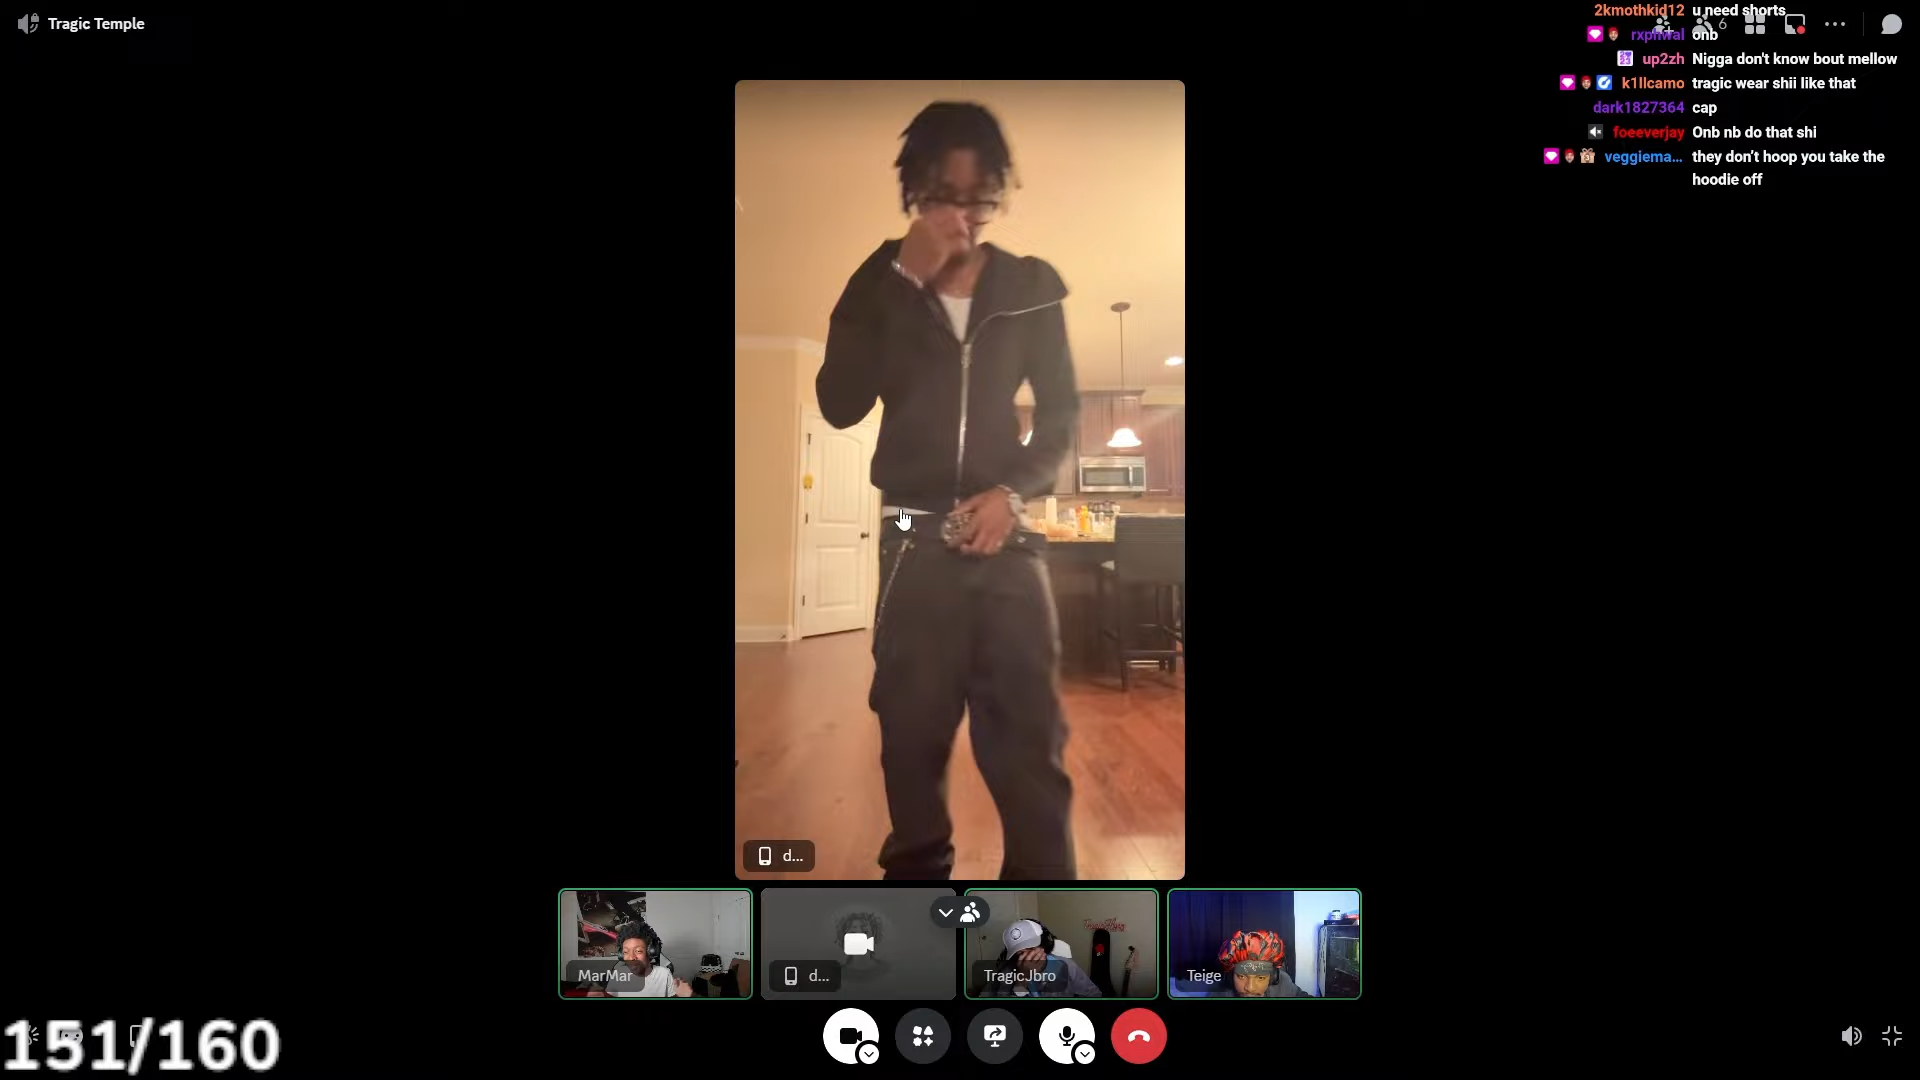 Tragic Temple
2kmothkid12 u need shorts
6
onb
up2zh Nigga don't know bout mellow
k1llcamo tragic wear shii like that
dark1827364 cap
foeeverjay Onb nb do that shi
veggiema... they don’t hoop you take the
hoodie off
d...
MarMar
d...
TragicJbro
Teige
151/160